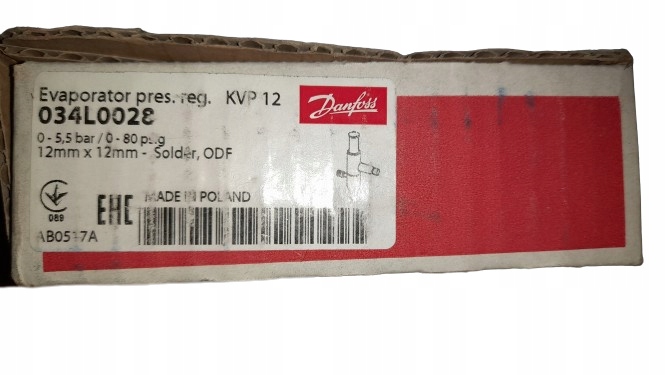 Evaporator pres. reg. KVP 12
034L0028
Danfoss
0 - 5,5 bar / 0 - 80 psig
12mm x 12mm - Solder, ODF
089
EAC
MADE IN POLAND
AB0517A